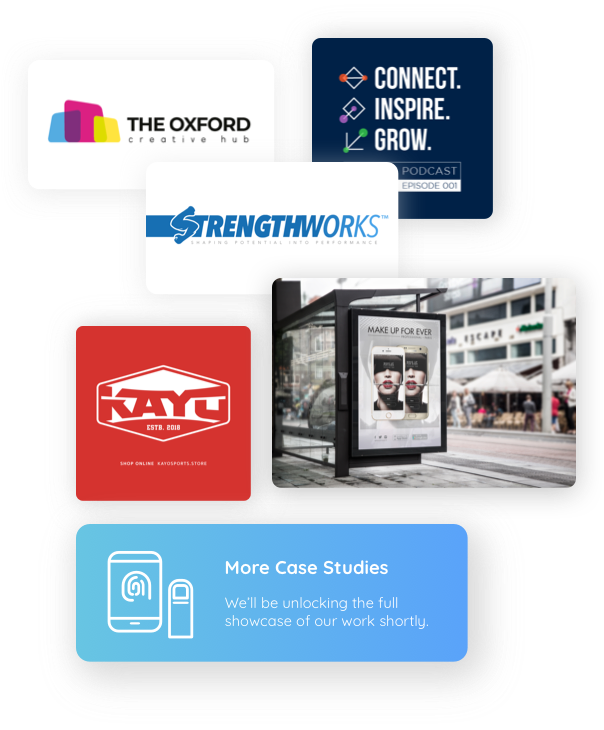 THE OXFORD
creative hub
CONNECT.
INSPIRE.
GROW.
PODCAST
EPISODE 001
STRENGTHWORKS™
SHAPING POTENTIAL INTO PERFORMANCE
MAKE UP FOR EVER
KAYO
ESTB. 2018
SHOP ONLINE KAYOSPORTS.STORE
More Case Studies
We'll be unlocking the full
showcase of our work shortly.